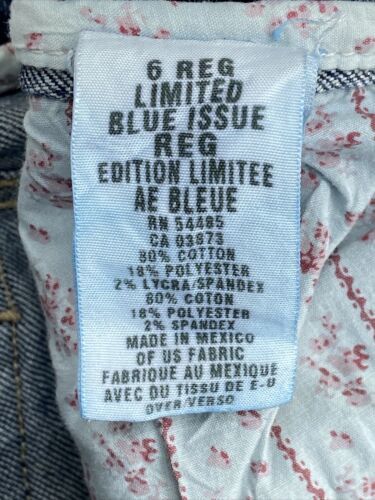 6 REG
LIMITED
BLUE ISSUE
REG
EDITION LIMITEE
AE BLEUE
RN 54485
CA 03873
80% COTTON
18% POLYESTER
2% LYCRA/SPANDEX
80% COTON
18% POLYESTER
2% SPANDEX
MADE IN MEXICO
OF US FABRIC
FABRIQUE AU MEXIQUE
AVEC DU TISSU DE E-U
OVER/VERSO